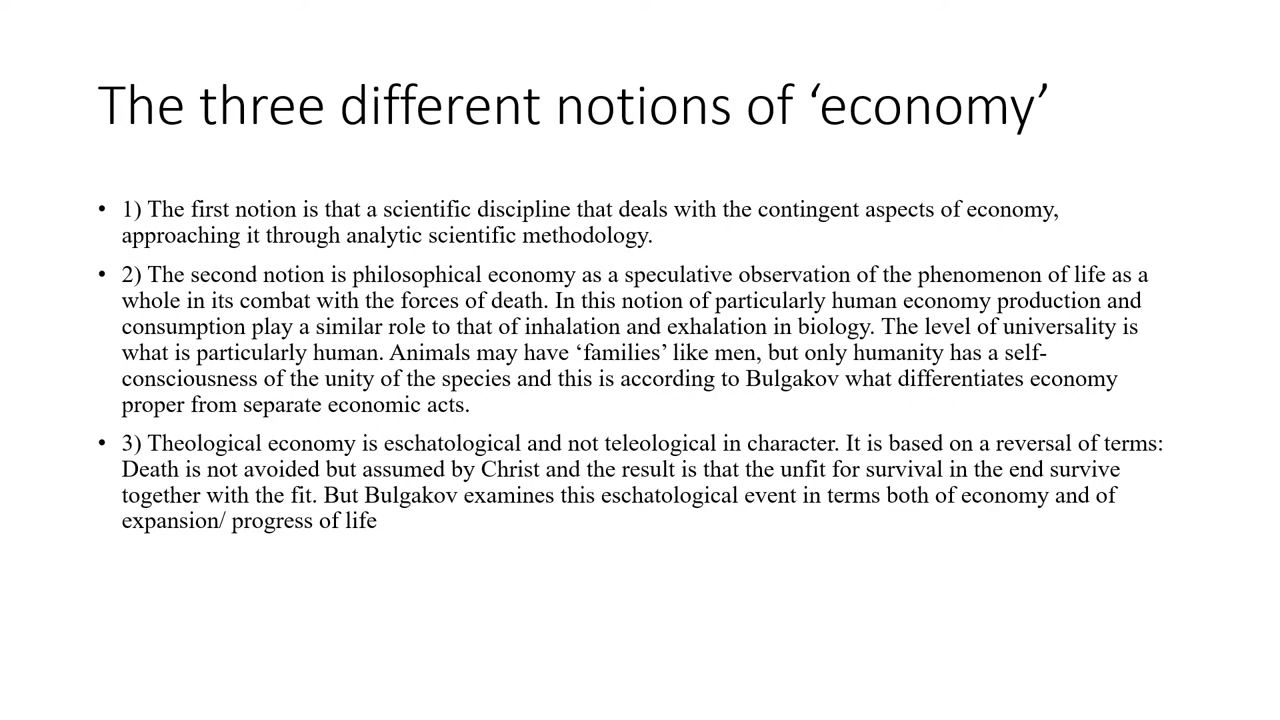 The three different notions of ‘economy’
• 1) The first notion is that a scientific discipline that deals with the contingent aspects of economy,
approaching it through analytic scientific methodology.
• 2) The second notion is philosophical economy as a speculative observation of the phenomenon of life as a
whole in its combat with the forces of death. In this notion of particularly human economy production and
consumption play a similar role to that of inhalation and exhalation in biology. The level of universality is
what is particularly human. Animals may have ‘families’ like men, but only humanity has a self-
consciousness of the unity of the species and this is according to Bulgakov what differentiates economy
proper from separate economic acts.
• 3) Theological economy is eschatological and not teleological in character. It is based on a reversal of terms:
Death is not avoided but assumed by Christ and the result is that the unfit for survival in the end survive
together with the fit. But Bulgakov examines this eschatological event in terms both of economy and of
expansion/ progress of life